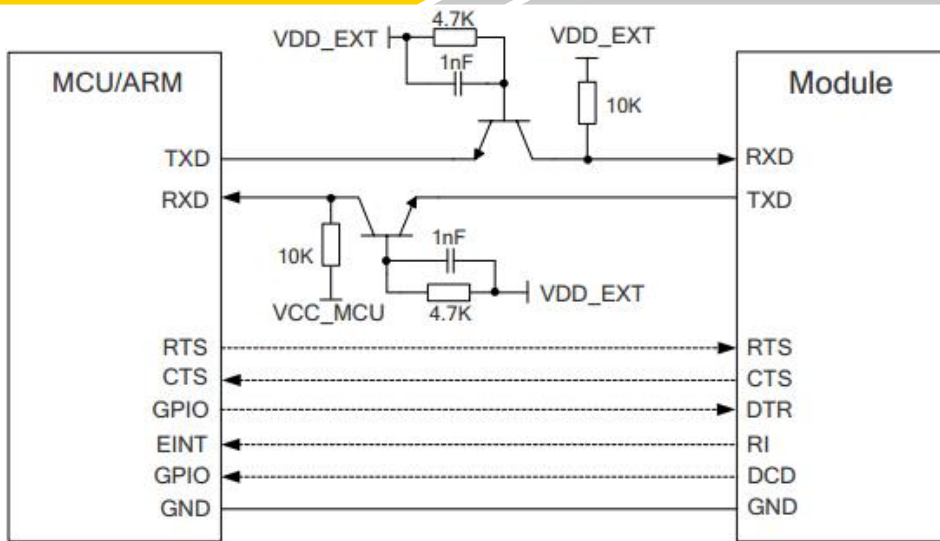 4.7K
VDD_EXT
1nF
VDD_EXT
10K
MCU/ARM
Module
TXD
RXD
RXD
TXD
10K
1nF
VCC_MCU
4.7K
VDD_EXT
RTS
RTS
CTS
CTS
GPIO
DTR
EINT
RI
GPIO
DCD
GND
GND